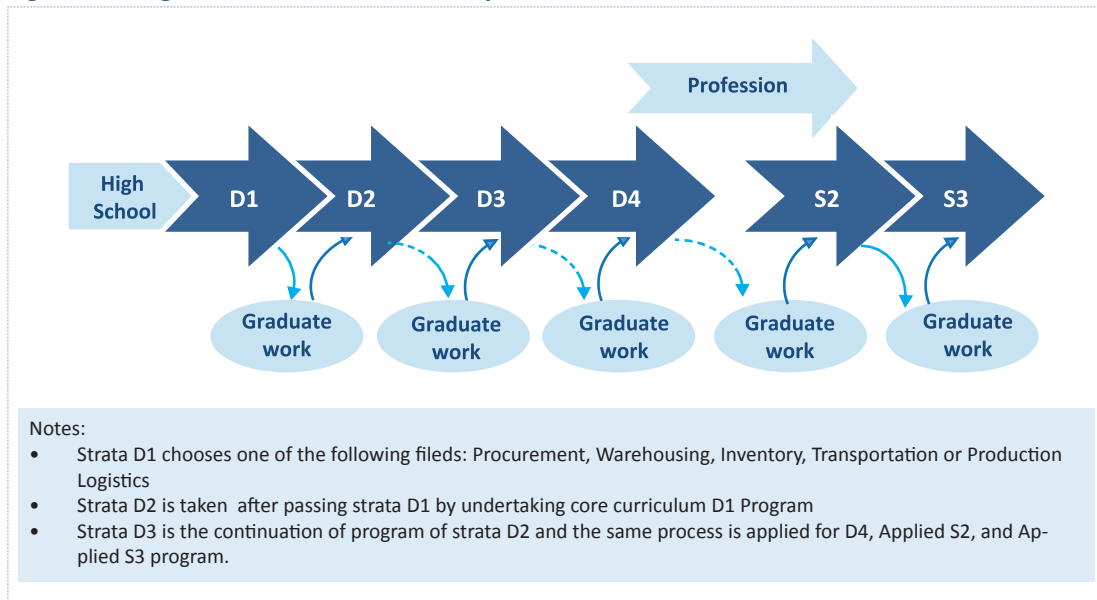 Profession
High
School
D1
D2
D3
D4
S2
S3
Graduate
work
Graduate
work
Graduate
work
Graduate
work
Graduate
work
Notes:
• Strata D1 chooses one of the following fileds: Procurement, Warehousing, Inventory, Transportation or Production
Logistics
• Strata D2 is taken after passing strata D1 by undertaking core curriculum D1 Program
• Strata D3 is the continuation of program of strata D2 and the same process is applied for D4, Applied S2, and Ap-
plied S3 program.